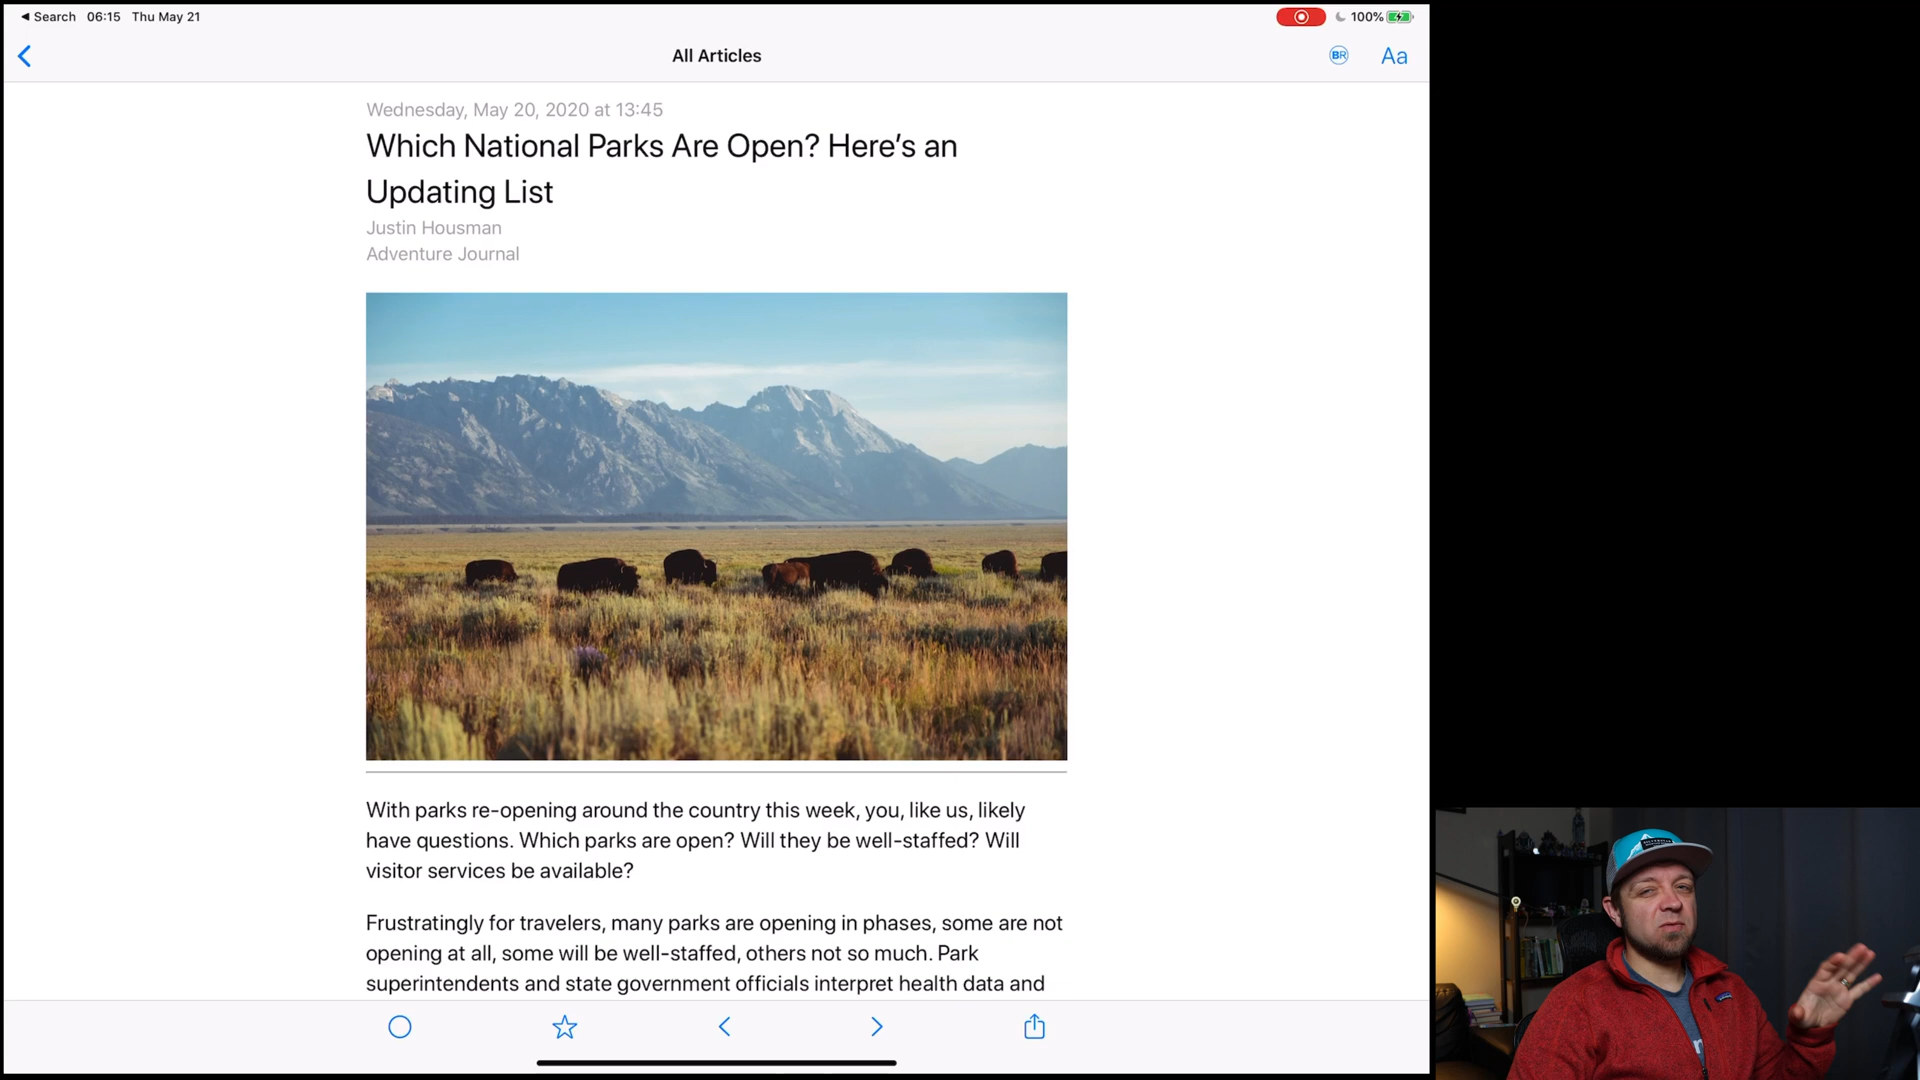 ◀ Search 06:15 Thu May 21
100%
All Articles
BR
Aa
Wednesday, May 20, 2020 at 13:45
Which National Parks Are Open? Here’s an
Updating List
Justin Housman
Adventure Journal
With parks re-opening around the country this week, you, like us, likely
have questions. Which parks are open? Will they be well-staffed? Will
visitor services be available?
Frustratingly for travelers, many parks are opening in phases, some are not
opening at all, some will be well-staffed, others not so much. Park
superintendents and state government officials interpret health data and